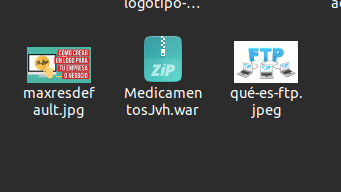 logotipo-...
COMO CREAR
UN LOGO PARA
TU EMPRESA
O NEGOCIO
maxresdef
ault.jpg
ZIP
Medicamen
tosJvh.war
FTP
qué-es-ftp.
jpeg